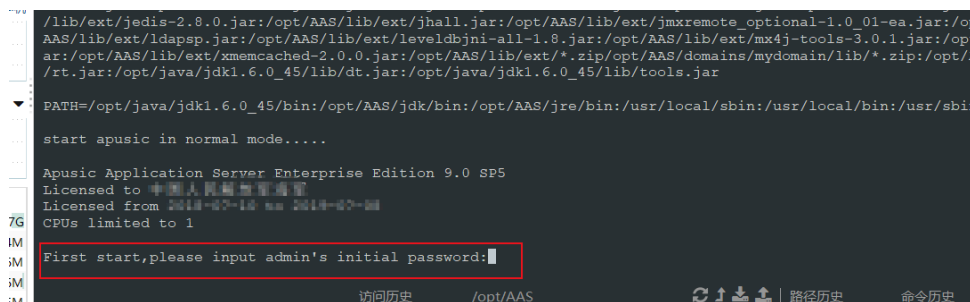 /lib/ext/jedis-2.8.0.jar:/opt/AAS/lib/ext/jhall.jar:/opt/AAS/lib/ext/jmxremote_optional-1.0_01-ea.jar:/o
AAS/lib/ext/ldapsp.jar:/opt/AAS/lib/ext/leveldbjni-all-1.8.jar:/opt/AAS/lib/ext/mx4j-tools-3.0.1.jar:/op
ar:/opt/AAS/lib/ext/xmemcached-2.0.0.jar:/opt/AAS/lib/ext/*.zip/opt/AAS/domains/mydomain/lib/*.zip:/opt/
/rt.jar:/opt/java/jdk1.6.0_45/lib/dt.jar:/opt/java/jdk1.6.0_45/lib/tools.jar
PATH=/opt/java/jdk1.6.0_45/bin:/opt/AAS/jdk/bin:/opt/AAS/jre/bin:/usr/local/sbin:/usr/local/bin:/usr/sbi
start apusic in normal mode.....
Apusic Application Server Enterprise Edition 9.0 SP5
Licensed to
Licensed from
7G CPUs limited to 1
4M
5M First start,please input admin's initial password:
5M
访问历史 /opt/AAS 路径历史 命令历史